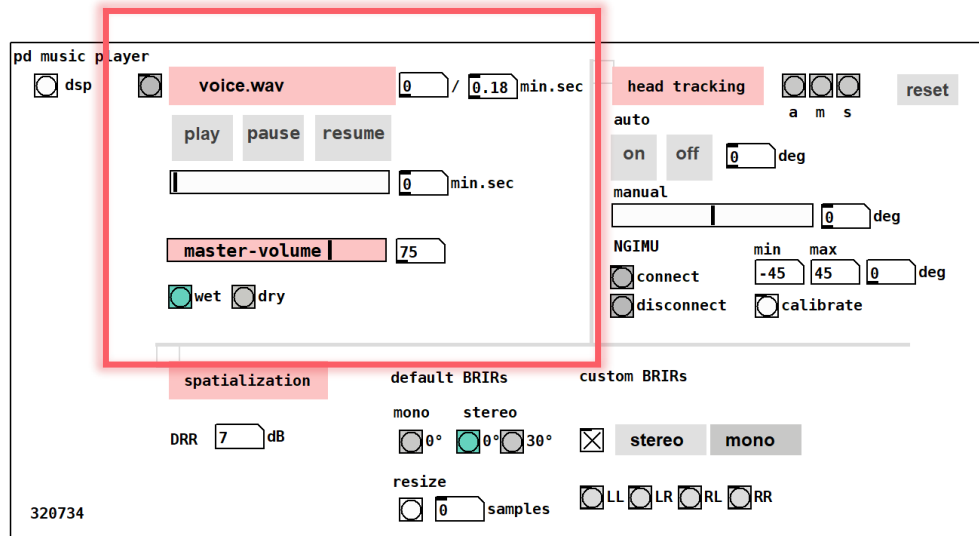 pd music player
dsp
voice.wav 0 / 0.18 min.sec
play pause resume
0 min.sec
master-volume 75
wet dry
head tracking a m s reset
auto
on off 0 deg
manual
0 deg
NGIMU min max
connect -45 45 0 deg
disconnect calibrate
spatialization
DRR 7 dB
default BRIRs
mono stereo
0° 0° 30°
resize
0 samples
custom BRIRs
stereo mono
LL LR RL RR
320734